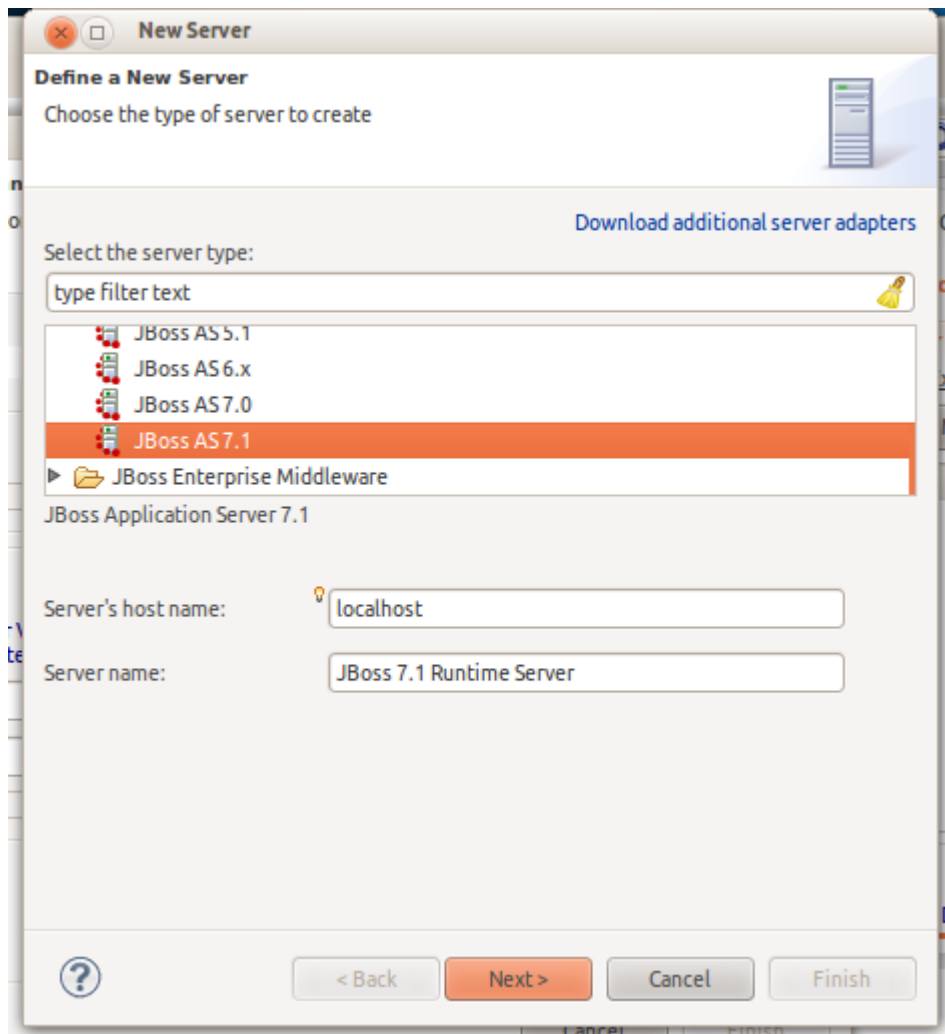 New Server
Define a New Server
Choose the type of server to create
Download additional server adapters
Select the server type:
type filter text
JBoss AS 5.1
JBoss AS 6.x
JBoss AS 7.0
JBoss AS 7.1
JBoss Enterprise Middleware
JBoss Application Server 7.1
Server's host name:
localhost
Server name:
JBoss 7.1 Runtime Server
< Back
Next >
Cancel
Finish
Cancel
Finish